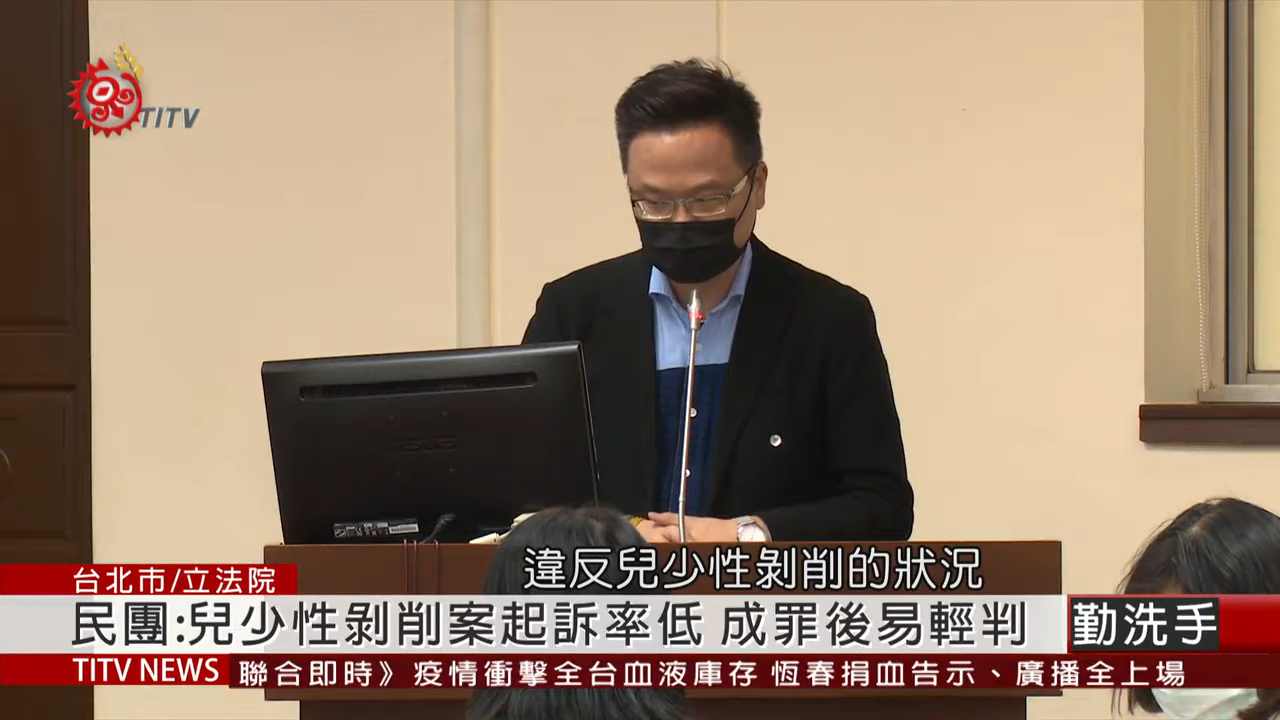 TITV
違反兒少性剝削的狀況
台北市/立法院
民團:兒少性剝削案起訴率低 成罪後易輕判
勤洗手
TITV NEWS
聯合即時》疫情衝擊全台血液庫存 恆春捐血告示、廣播全上場